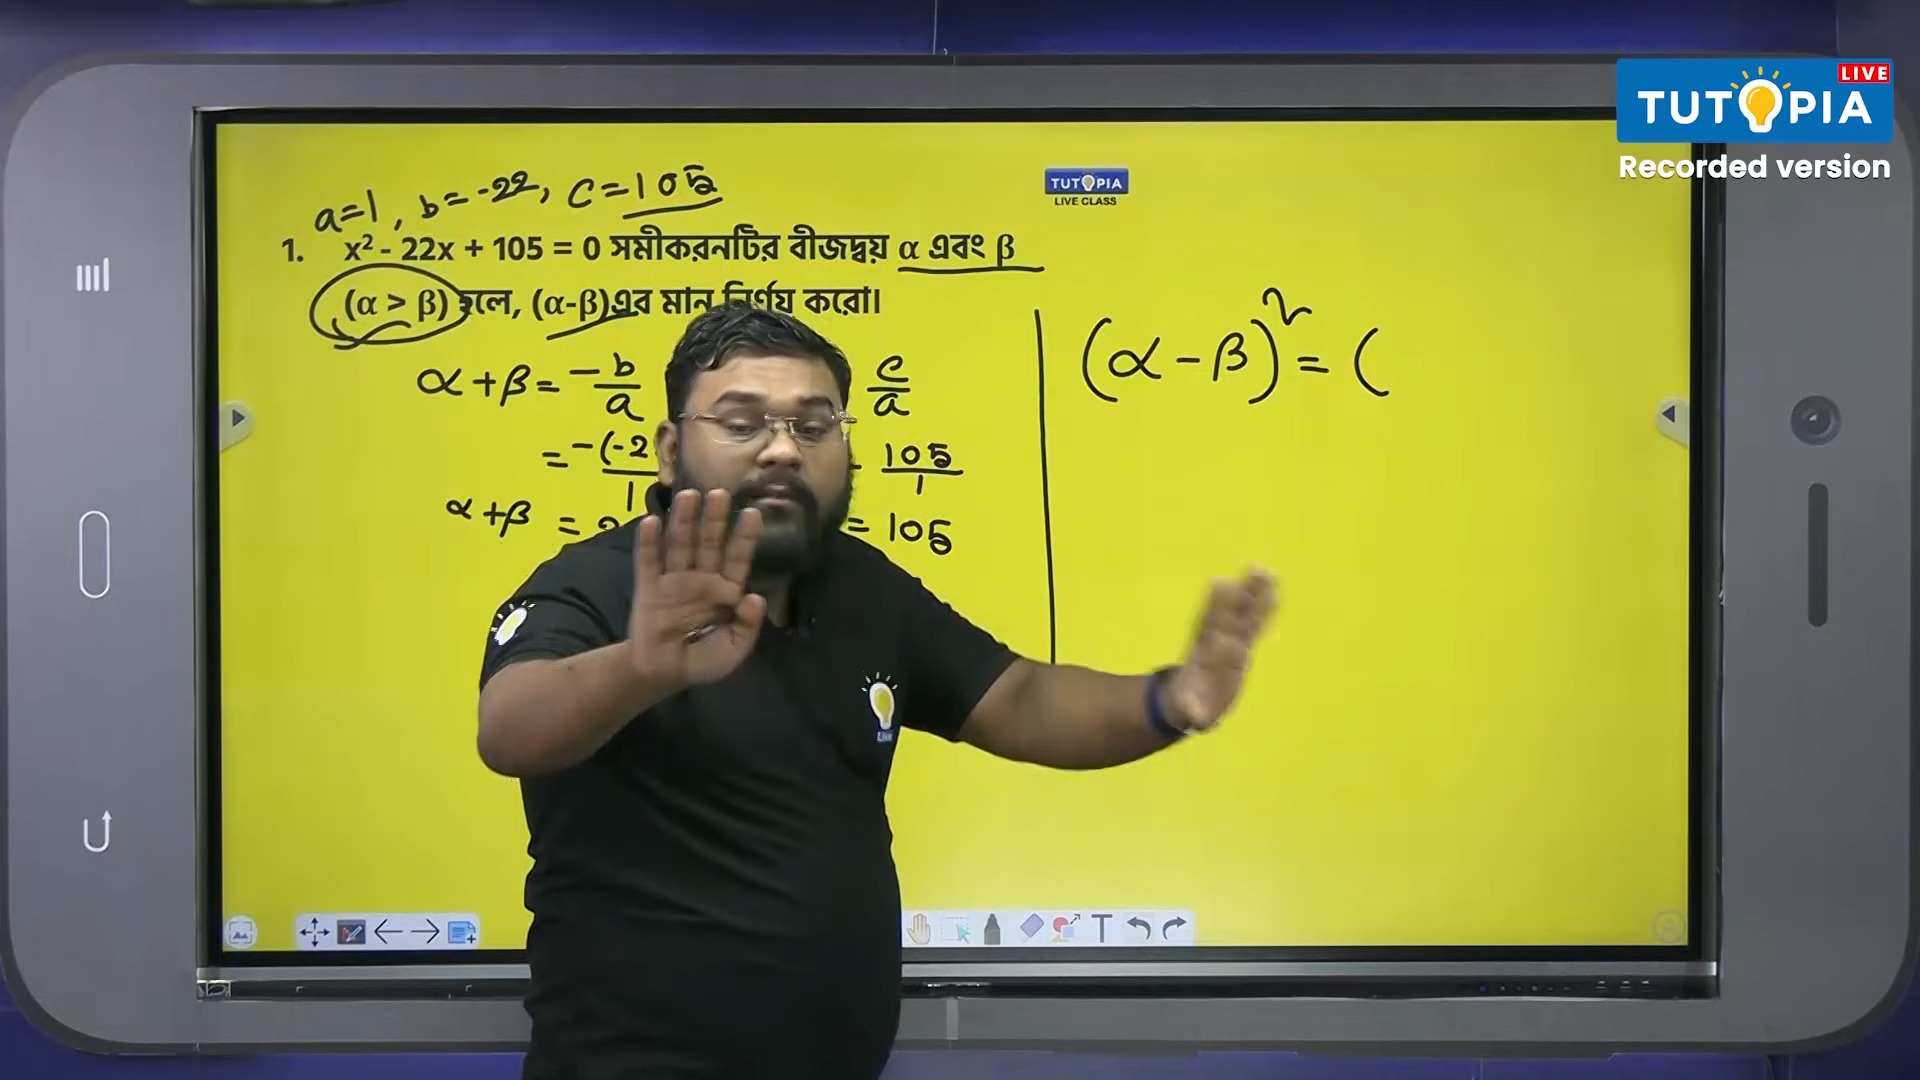 LIVE
TUTOPIA
Recorded version
TUTOPIA
LIVE CLASS
a=1, b=-22, c=105
1. x² - 22x + 105 = 0 সমীকরনটির বীজদ্বয় α এবং β
(α > β) হলে, (α-β)এর মান নির্ণয় করো।
α+β = -b/a c/a
= -(-2 /1 105/1
α+β = = 105
(α-β)² = (
Live